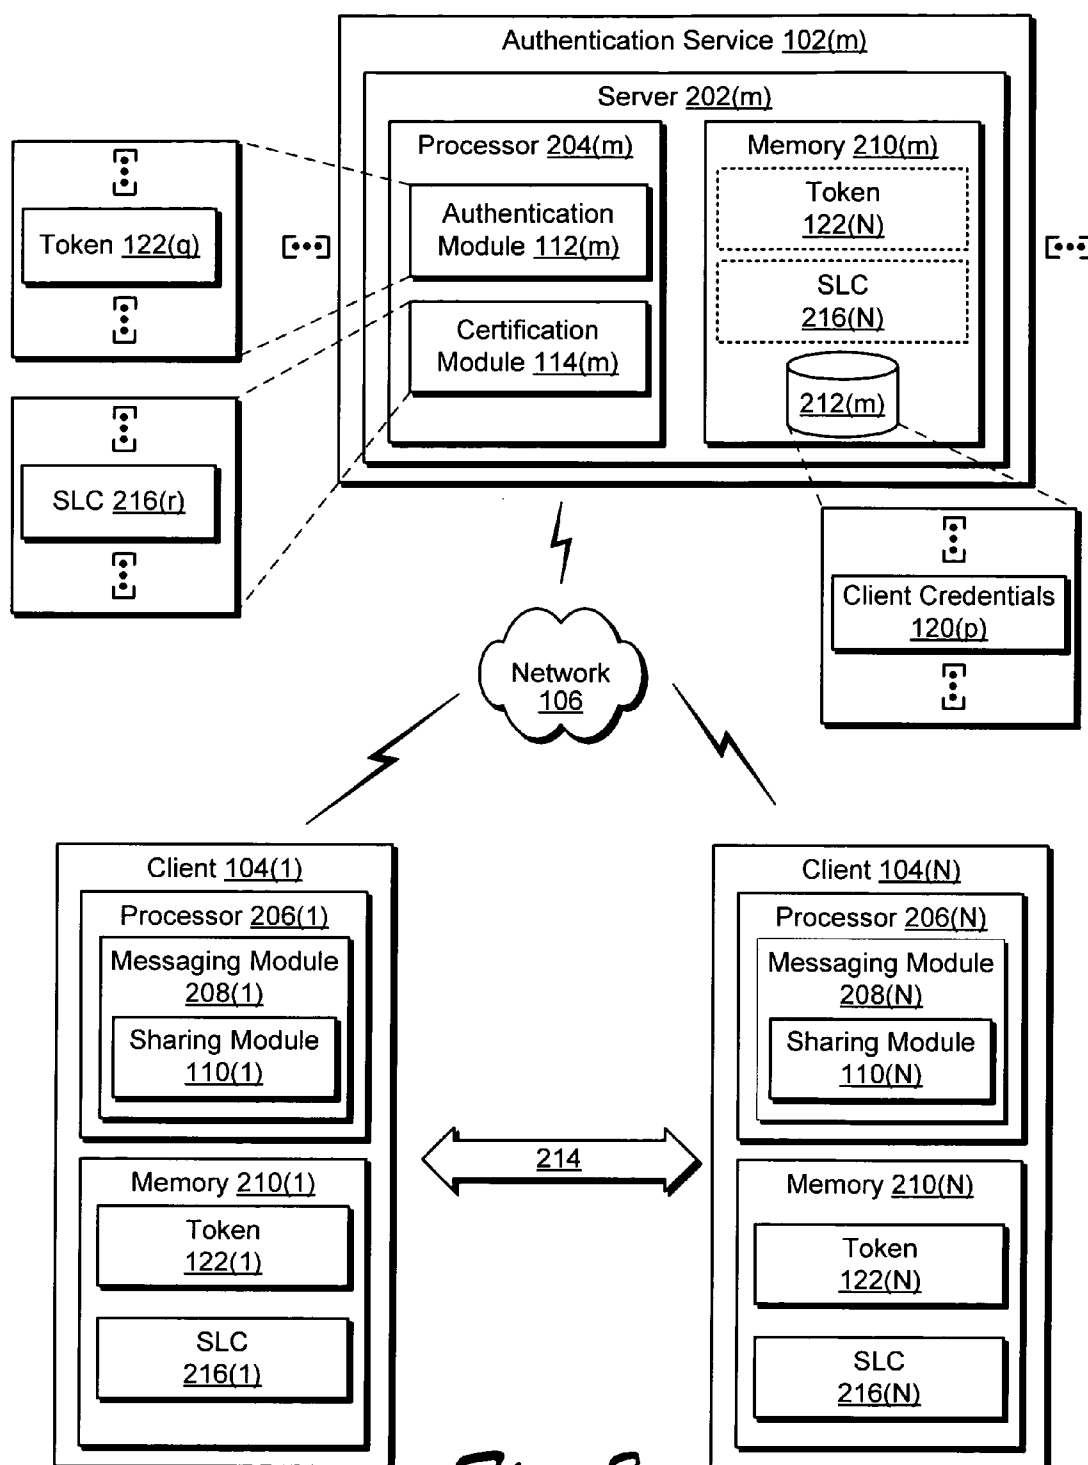 Authentication Service 102(m)
Server 202(m)
Processor 204(m)
Memory 210(m)
Authentication
Module 112(m)
Certification
Module 114(m)
Token
122(N)
SLC
216(N)
212(m)
Token 122(q)
SLC 216(r)
Client Credentials
120(p)
Network
106
Client 104(1)
Processor 206(1)
Messaging Module
208(1)
Sharing Module
110(1)
Memory 210(1)
Token
122(1)
SLC
216(1)
214
Client 104(N)
Processor 206(N)
Messaging Module
208(N)
Sharing Module
110(N)
Memory 210(N)
Token
122(N)
SLC
216(N)